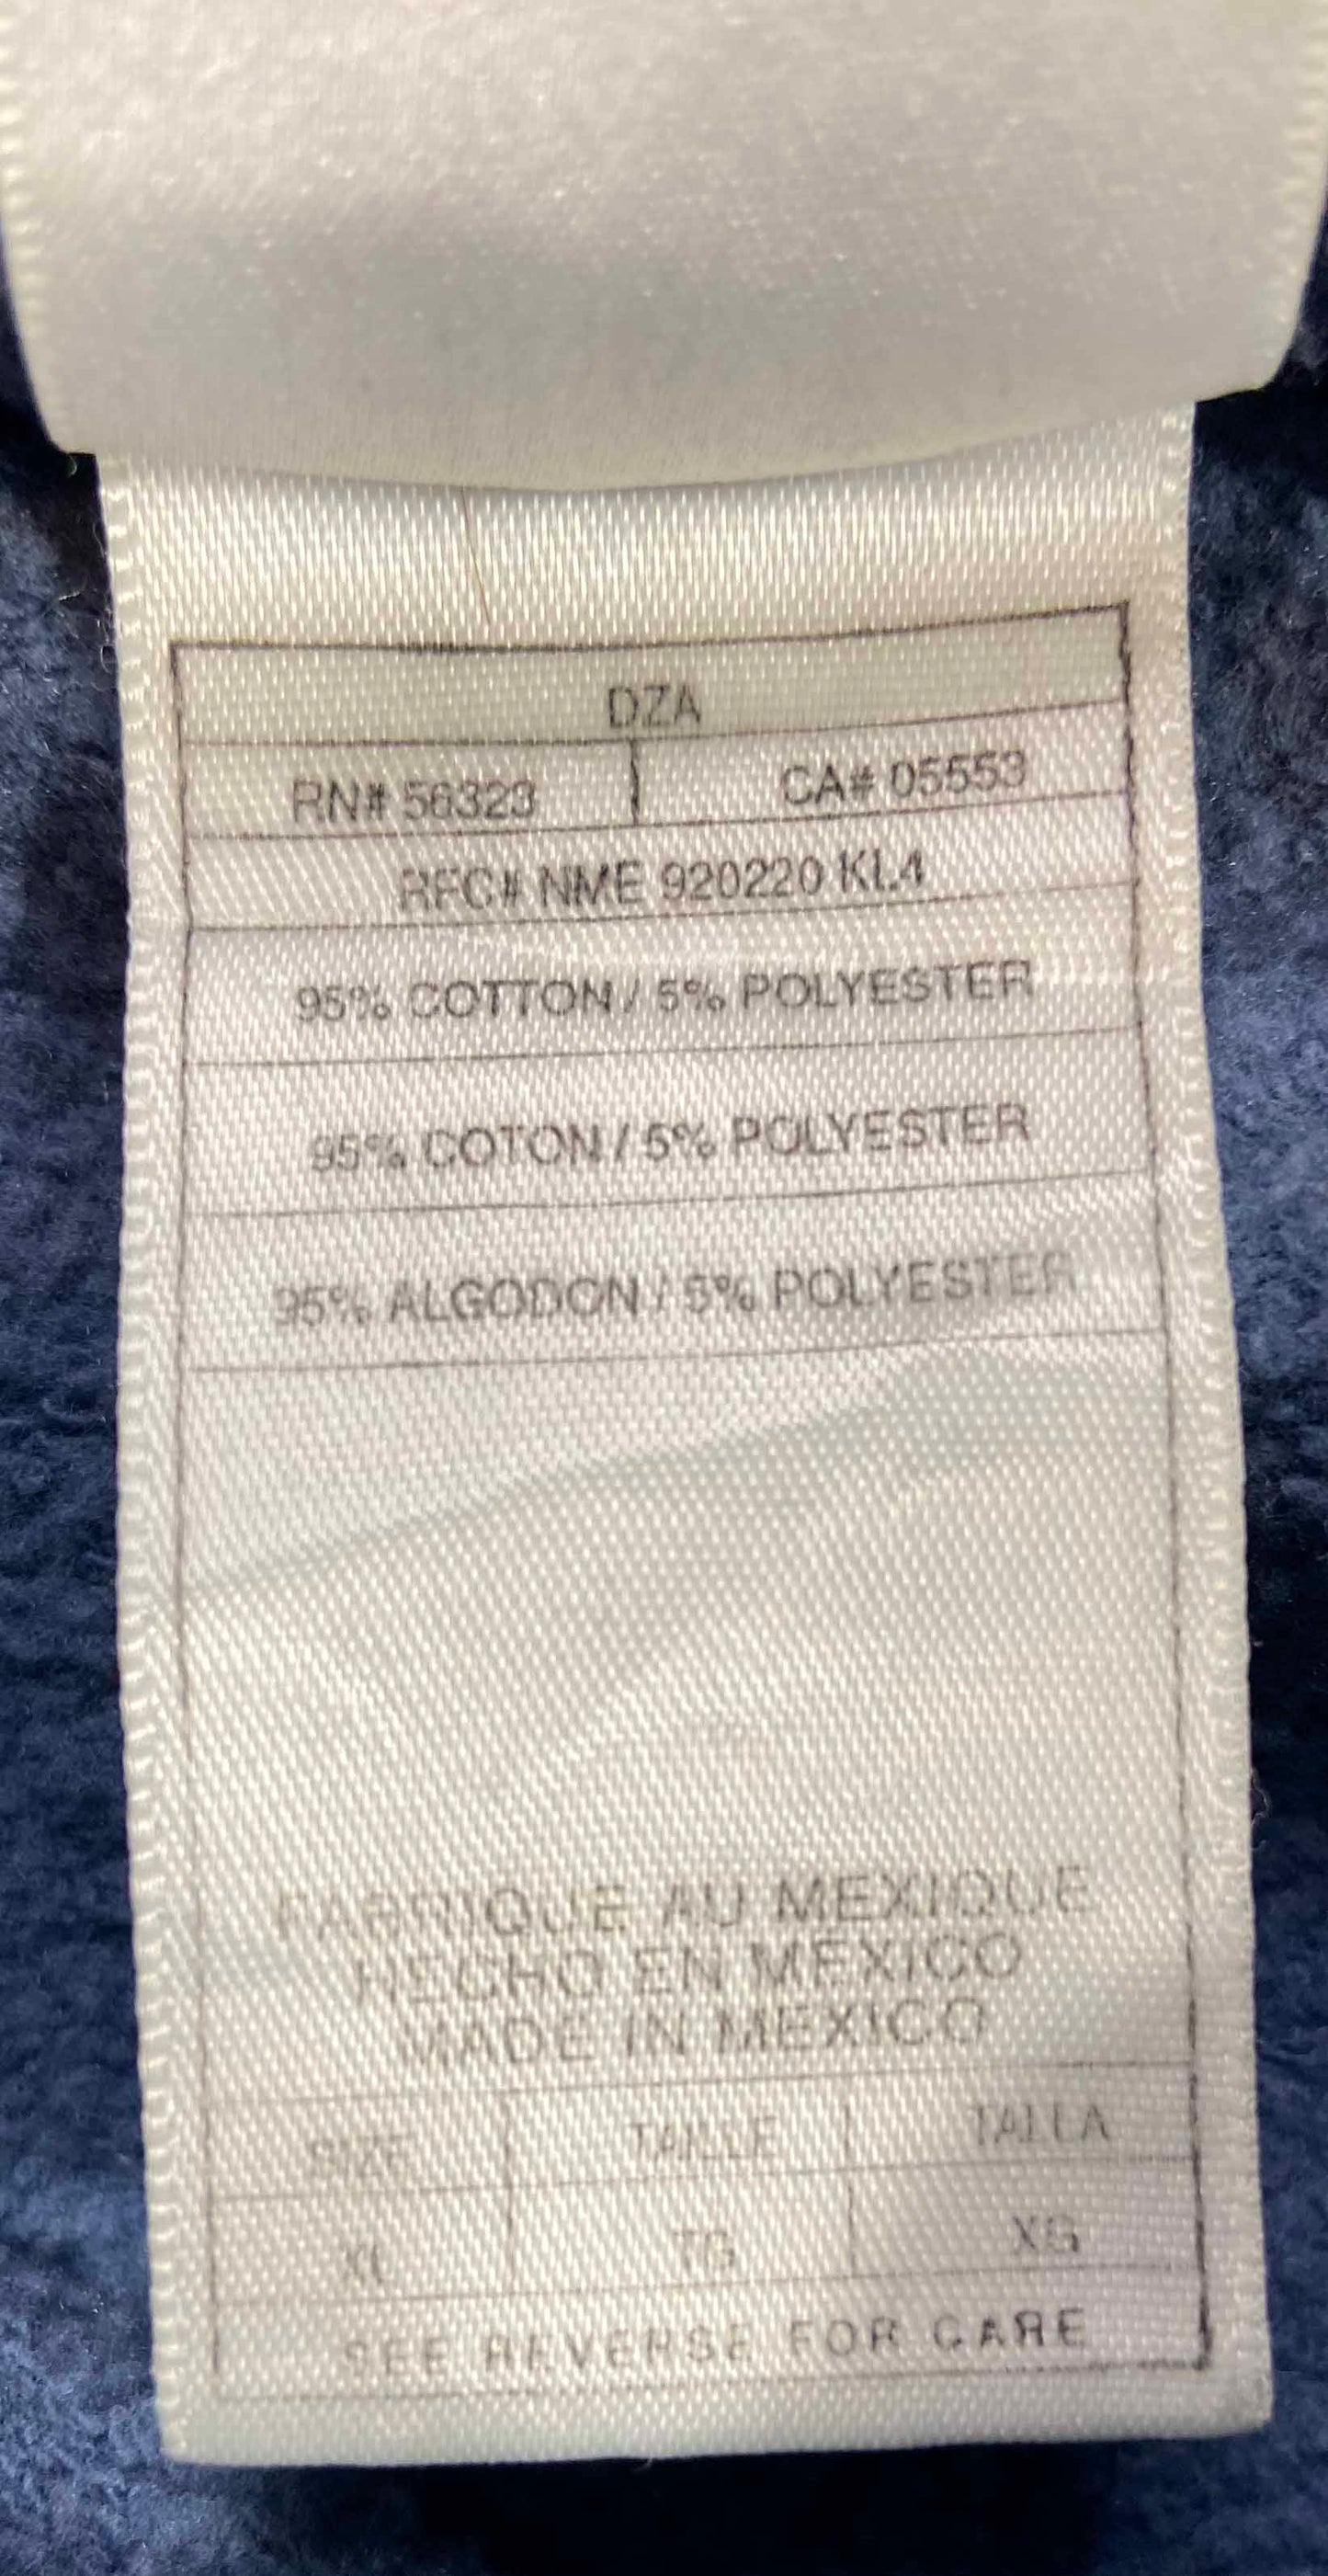 DZA
RN# 56323 CA# 05553
RFC# NME 920220 KL4
95% COTTON / 5% POLYESTER
95% COTON / 5% POLYESTER
95% ALGODON / 5% POLYESTER
FABRIQUE AU MEXIQUE
HECHO EN MEXICO
MADE IN MEXICO
SIZE TAILLE TALLA
XL TG XG
SEE REVERSE FOR CARE